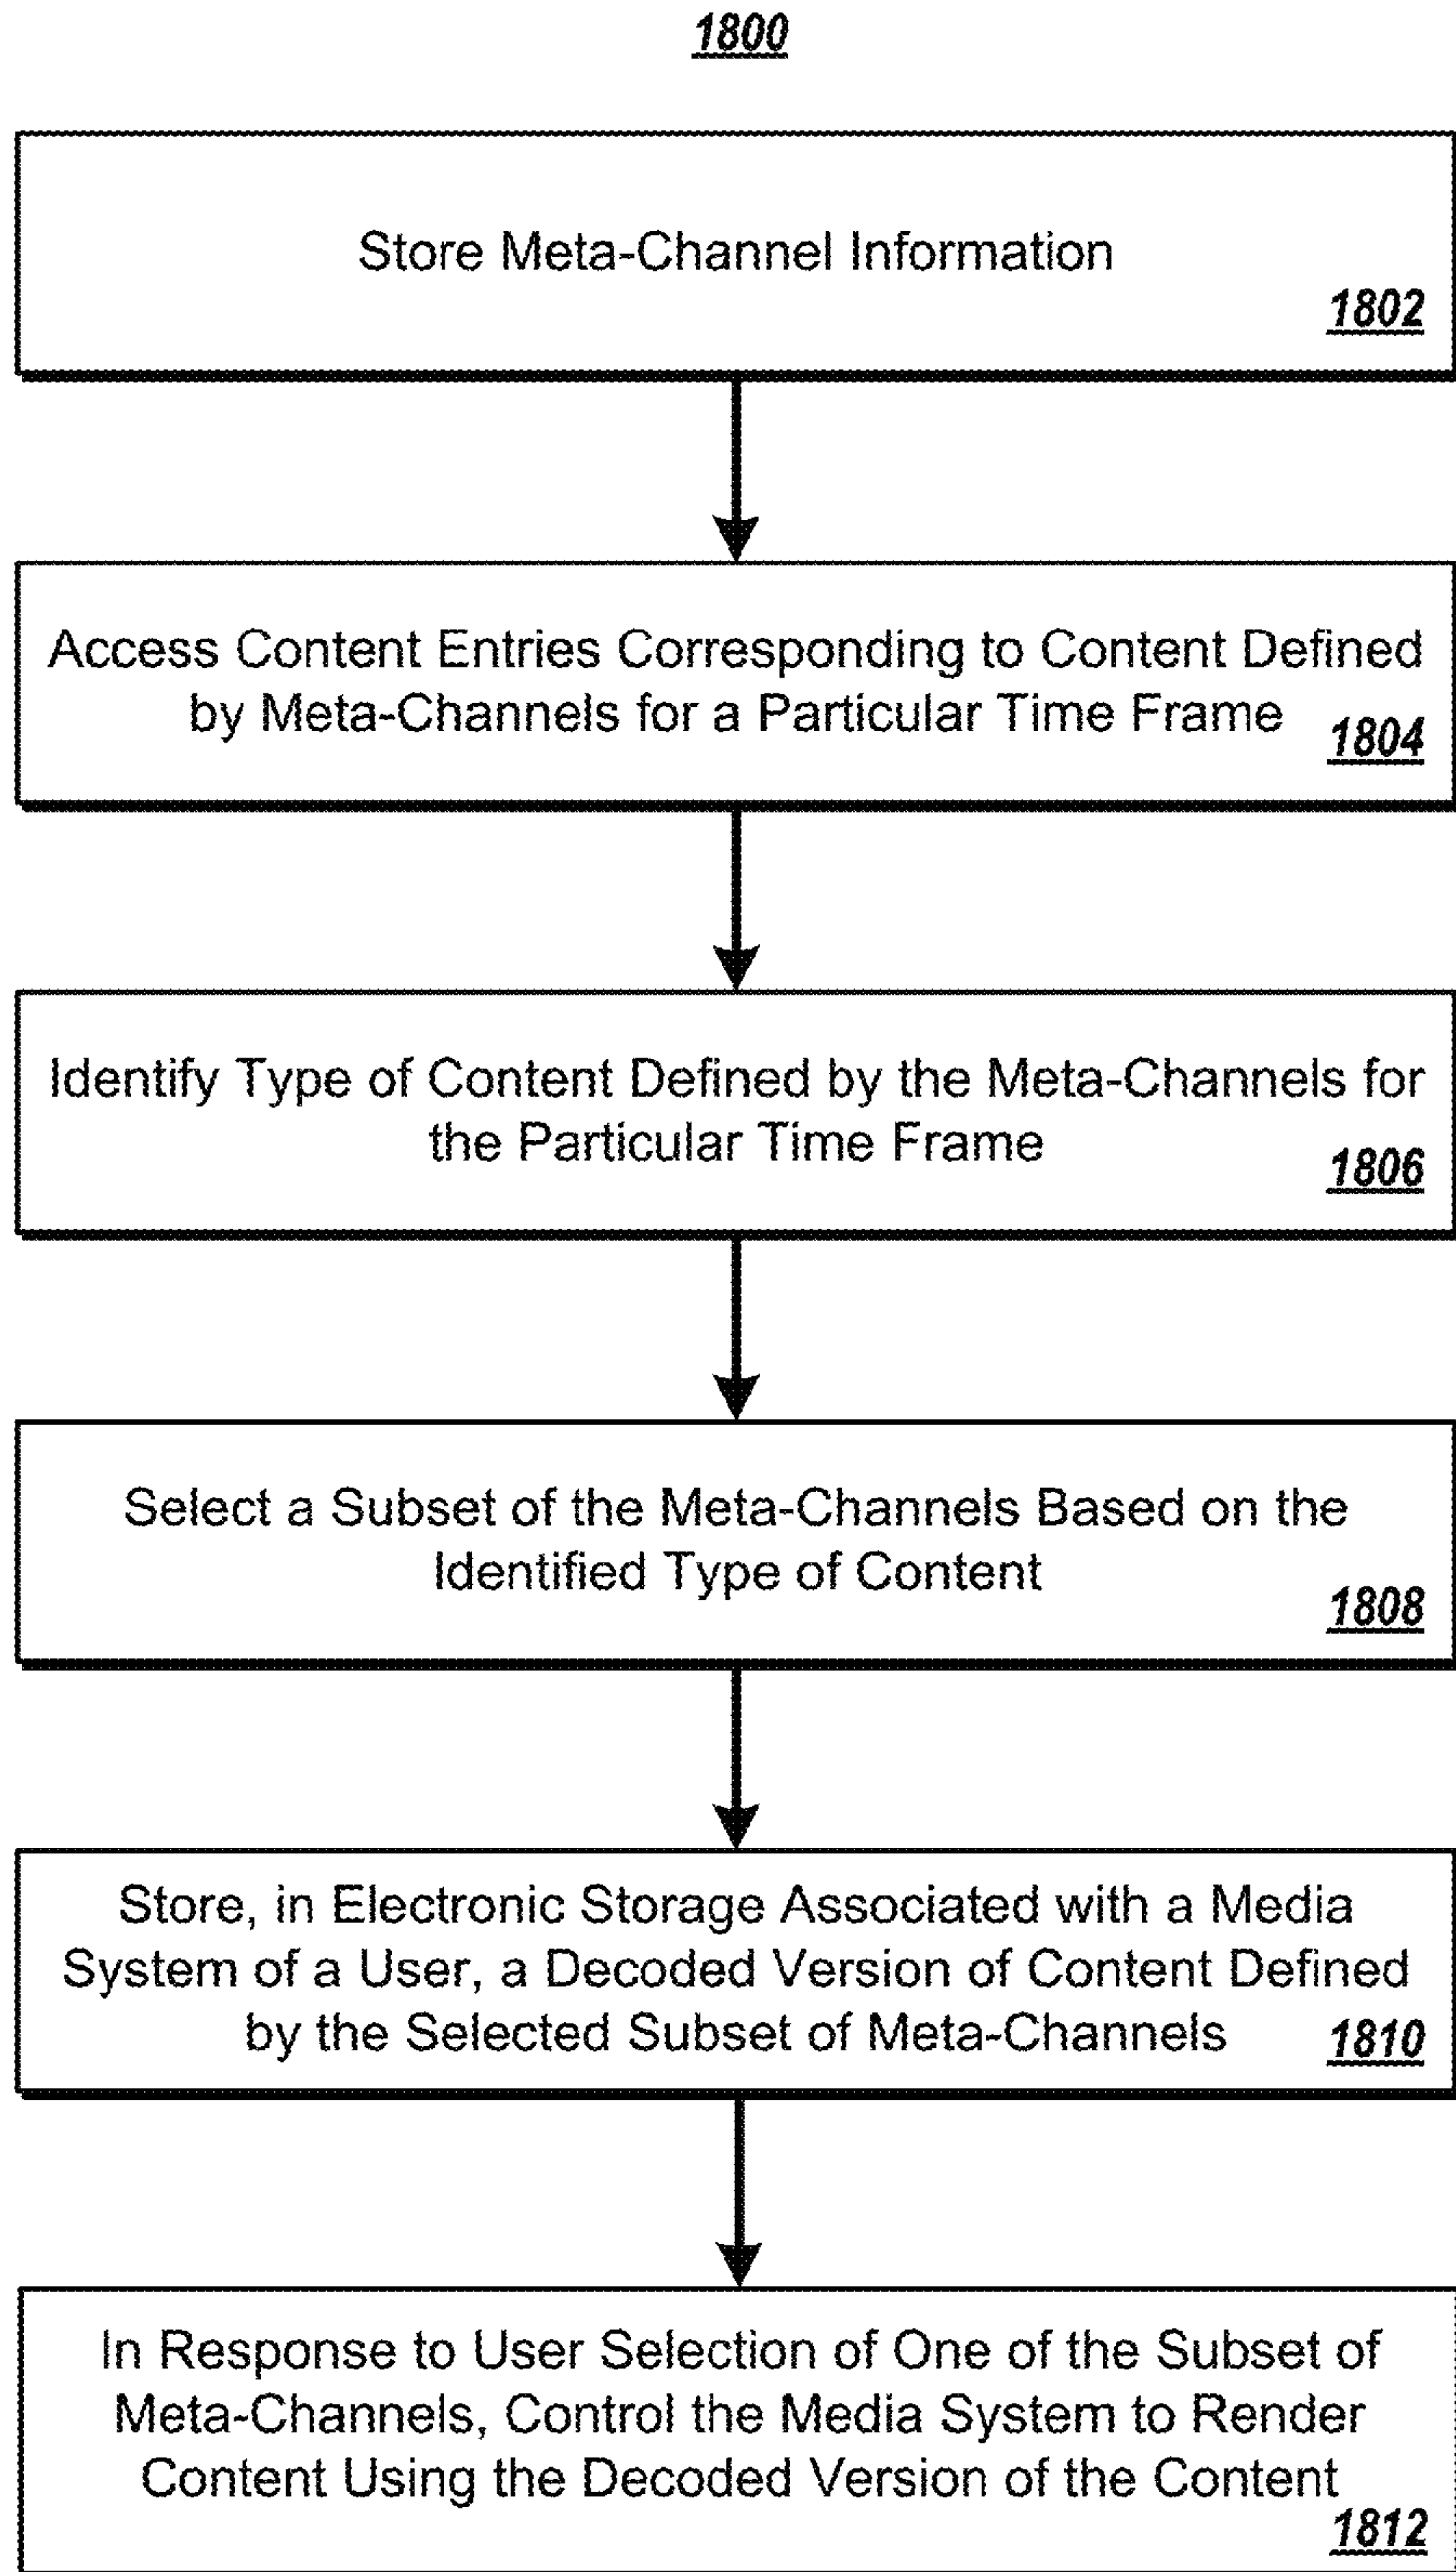 1800
Store Meta-Channel Information
1802
Access Content Entries Corresponding to Content Defined
by Meta-Channels for a Particular Time Frame
1804
Identify Type of Content Defined by the Meta-Channels for
the Particular Time Frame
1806
Select a Subset of the Meta-Channels Based on the
Identified Type of Content
1808
Store, in Electronic Storage Associated with a Media
System of a User, a Decoded Version of Content Defined
by the Selected Subset of Meta-Channels
1810
In Response to User Selection of One of the Subset of
Meta-Channels, Control the Media System to Render
Content Using the Decoded Version of the Content
1812